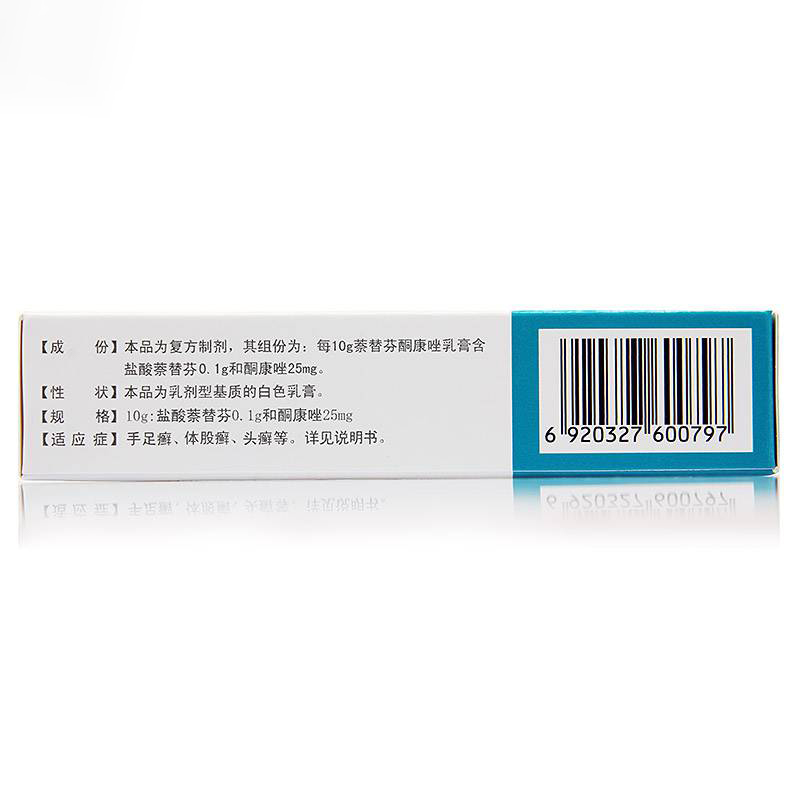 【成 份】本品为复方制剂，其组份为：每10g萘替芬酮康唑乳膏含
盐酸萘替芬0.1g和酮康唑25mg。
【性 状】本品为乳剂型基质的白色乳膏。
【规 格】10g:盐酸萘替芬0.1g和酮康唑25mg
【适应症】手足癣、体股癣、头癣等。详见说明书。
6 920327 600797